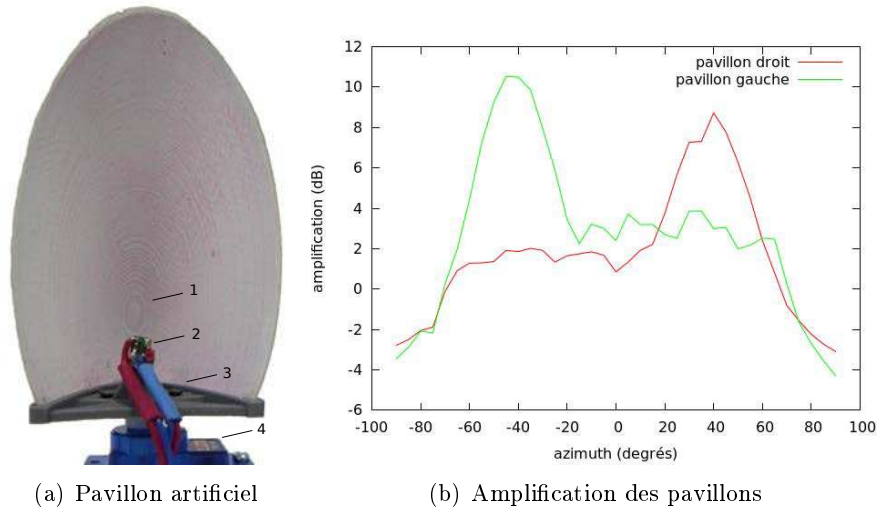 1
2
3
4
(a) Pavillon artificiel
pavillon droit
pavillon gauche
amplification (dB)
12
10
8
6
4
2
0
-2
-4
-6
-100 -80 -60 -40 -20 0 20 40 60 80 100
azimuth (degrés)
(b) Amplification des pavillons